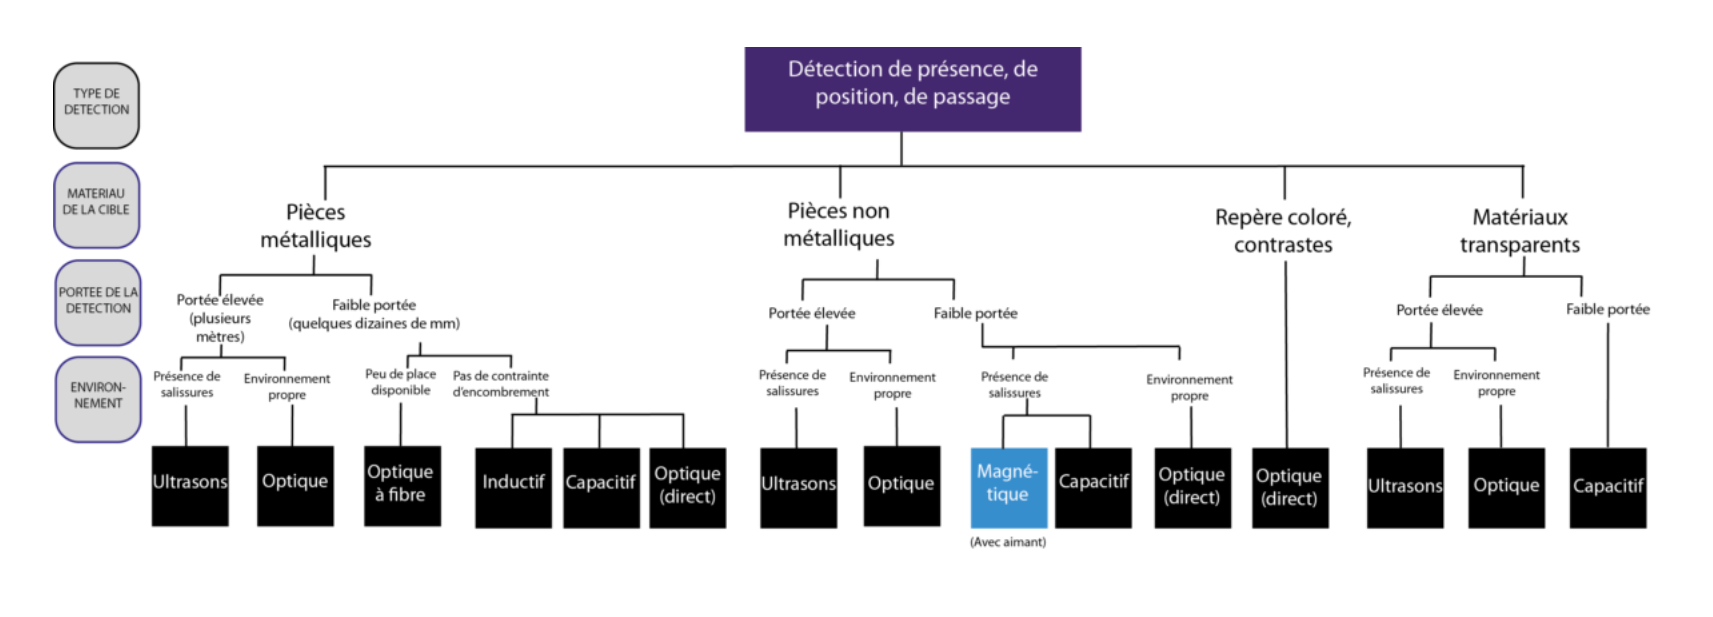 Détection de présence, de
position, de passage
TYPE DE
DETECTION
MATERIAU
DE LA CIBLE
Pièces
métalliques
Pièces non
métalliques
Repère coloré,
contrastes
Matériaux
transparents
PORTEE DE LA
DETECTION
Portée élevée
(plusieurs
mètres)
Faible portée
(quelques dizaines de mm)
Portée élevée
Faible portée
Portée élevée
Faible portée
ENVIRON-
NEMENT
Présence de
salissures
Environnement
propre
Peu de place
disponible
Pas de contrainte
d'encombrement
Présence de
salissures
Environnement
propre
Présence de
salissures
Environnement
propre
Présence de
salissures
Environnement
propre
Ultrasons
Optique
Optique
à fibre
Inductif
Capacitif
Optique
(direct)
Ultrasons
Optique
Magné-
tique
(Avec aimant)
Capacitif
Optique
(direct)
Optique
(direct)
Ultrasons
Optique
Capacitif